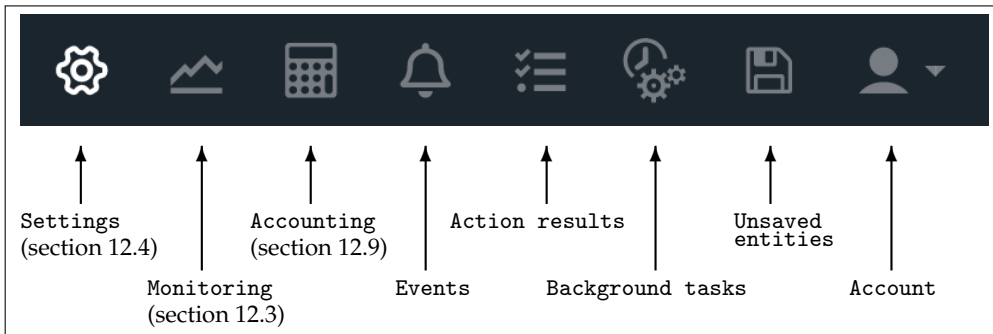 Settings
(section 12.4)
Monitoring
(section 12.3)
Accounting
(section 12.9)
Events
Action results
Background tasks
Unsaved
entities
Account